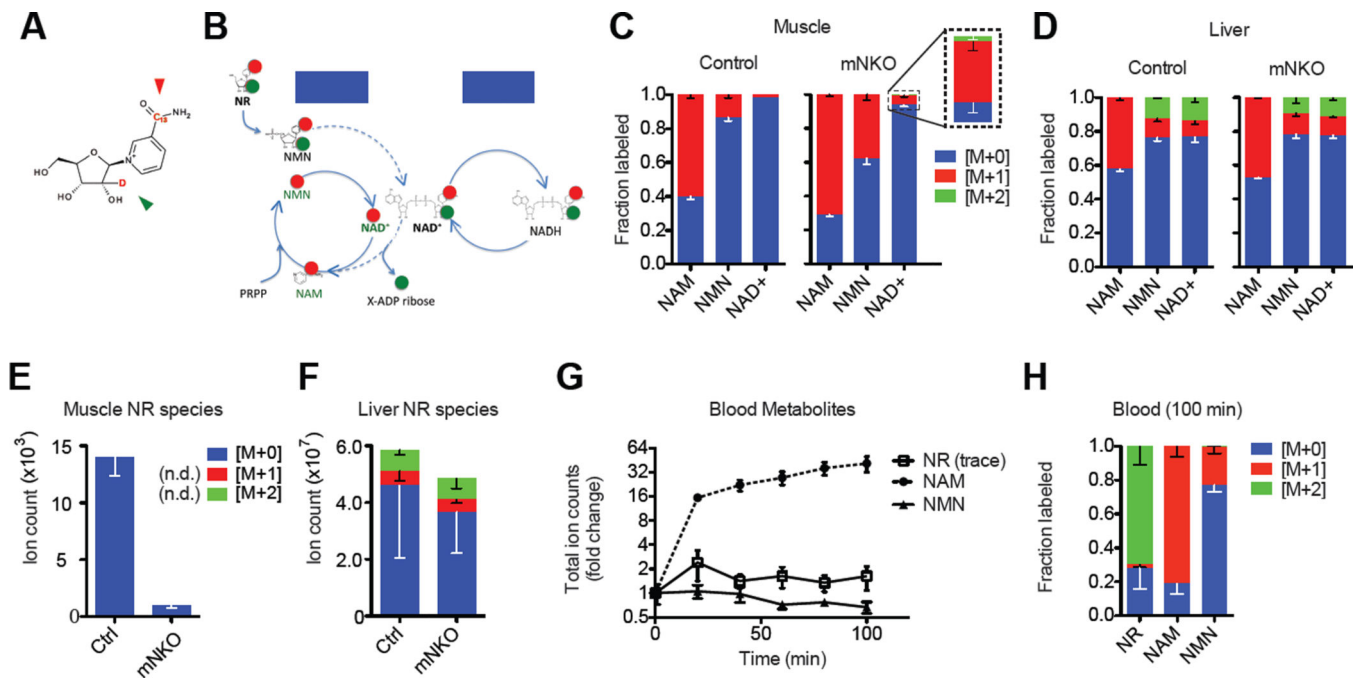 A
O
C13
NH2
N+
O
HO
D
HO
OH
B
NR
NMN
NMN
NAD+
NAD+
NADH
PRPP
NAM
X-ADP ribose
C
Muscle
Control
mNKO
Fraction labeled
1.0
0.8
0.6
0.4
0.2
0.0
NAM
NMN
NAD+
NAM
NMN
NAD+
[M+0]
[M+1]
[M+2]
D
Liver
Control
mNKO
Fraction labeled
1.0
0.8
0.6
0.4
0.2
0.0
NAM
NMN
NAD+
NAM
NMN
NAD+
E
Muscle NR species
Ion count (x10³)
15
10
5
0
Ctrl
mNKO
[M+0]
(n.d.) [M+1]
(n.d.) [M+2]
F
Liver NR species
Ion count (x10⁷)
6.0
4.0
2.0
0
Ctrl
mNKO
G
Blood Metabolites
Total ion counts
(fold change)
64
32
16
8
4
2
1
0.5
0
50
100
Time (min)
NR (trace)
NAM
NMN
H
Blood (100 min)
Fraction labeled
1.0
0.8
0.6
0.4
0.2
0.0
NR
NAM
NMN
[M+0]
[M+1]
[M+2]